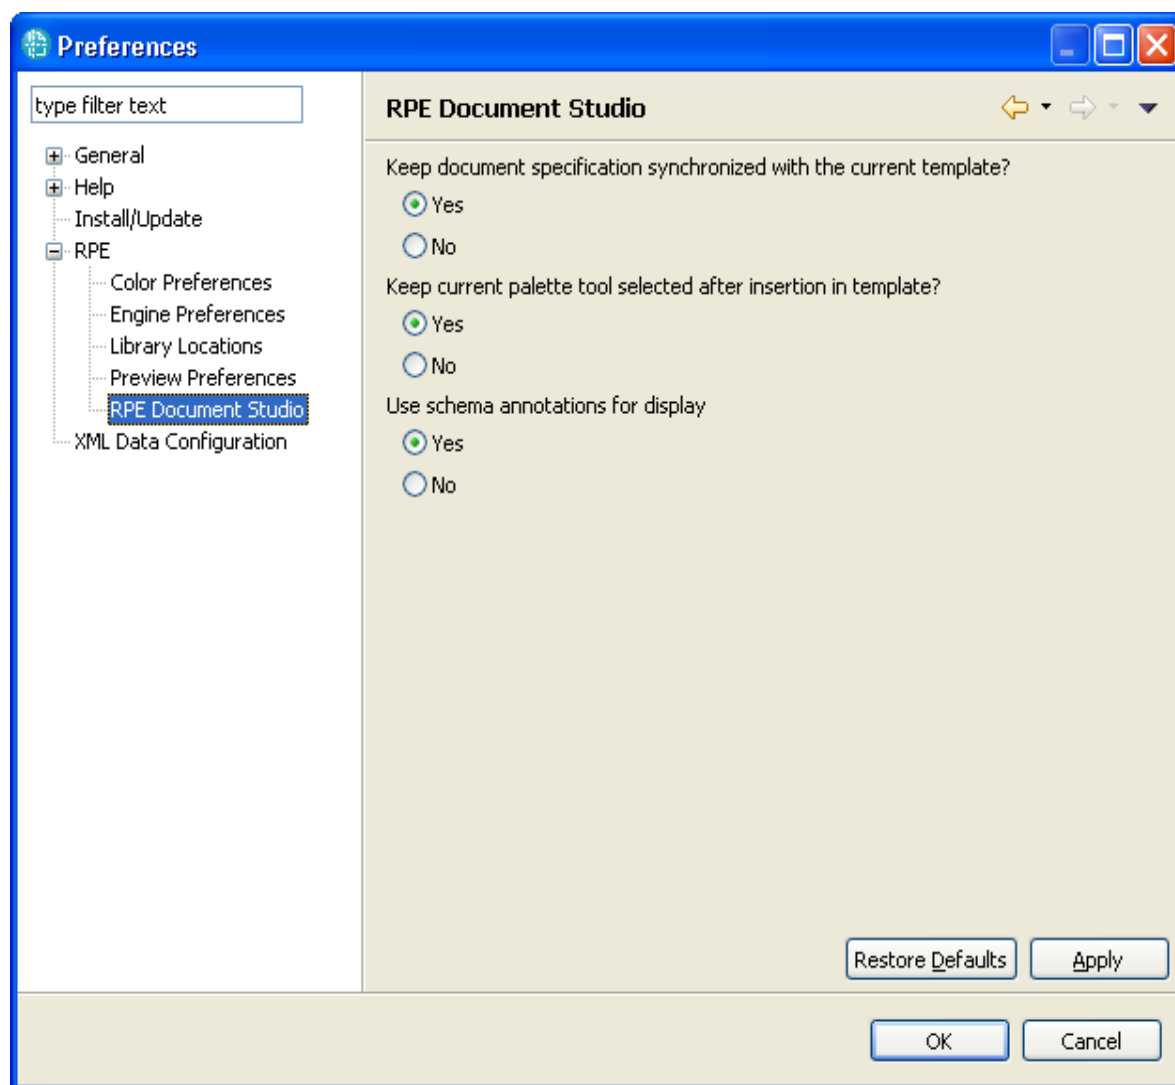 Preferences
type filter text
General
Help
Install/Update
RPE
Color Preferences
Engine Preferences
Library Locations
Preview Preferences
RPE Document Studio
XML Data Configuration
RPE Document Studio
Keep document specification synchronized with the current template?
Yes
No
Keep current palette tool selected after insertion in template?
Yes
No
Use schema annotations for display
Yes
No
Restore Defaults
Apply
OK
Cancel